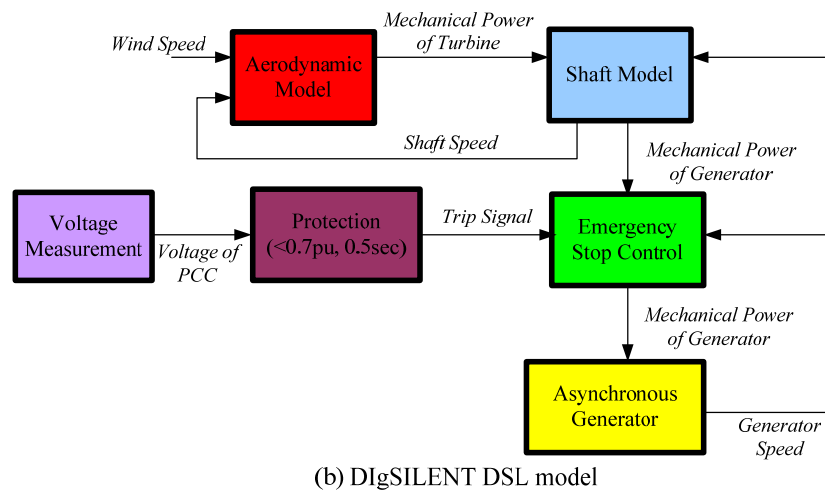 Wind Speed
Aerodynamic
Model
Mechanical Power
of Turbine
Shaft Model
Shaft Speed
Mechanical Power
of Generator
Voltage
Measurement
Voltage of
PCC
Protection
(<0.7pu, 0.5sec)
Trip Signal
Emergency
Stop Control
Mechanical Power
of Generator
Asynchronous
Generator
Generator
Speed
(b) DIgSILENT DSL model